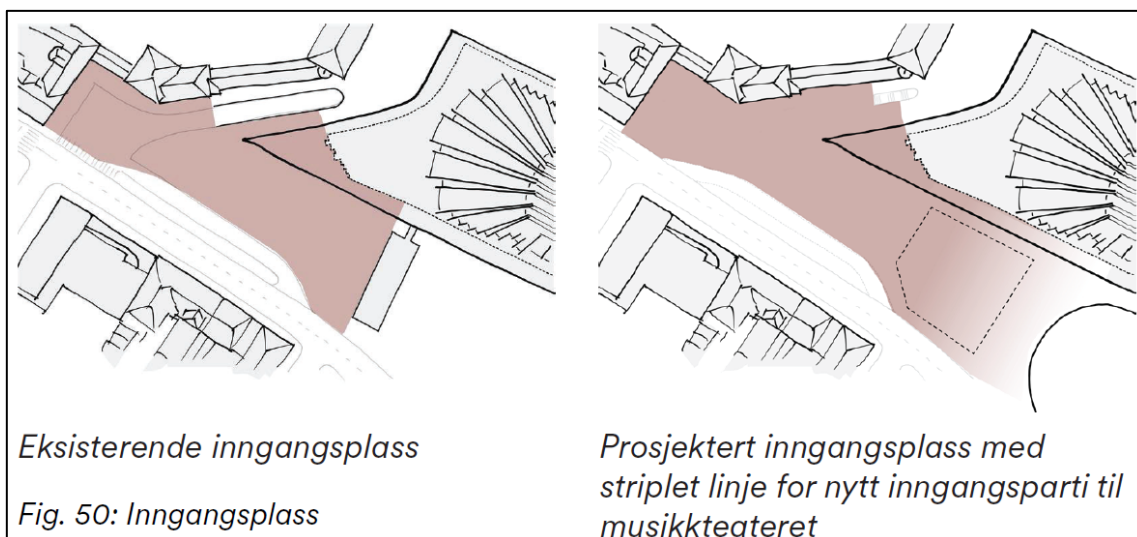 Eksisterende inngangsplass
Fig. 50: Inngangsplass
Prosjektert inngangsplass med
striplet linje for nytt inngangsparti til
musikkteateret